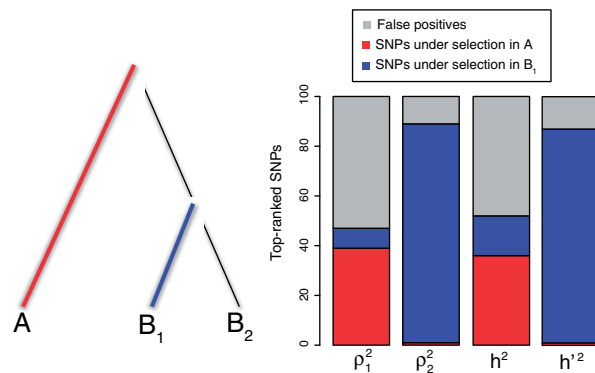 False positives
SNPs under selection in A
SNPs under selection in B₁
Top-ranked SNPs
100
80
60
40
20
0
A
B₁
B₂
ρ₁²
ρ₂²
h²
h'²